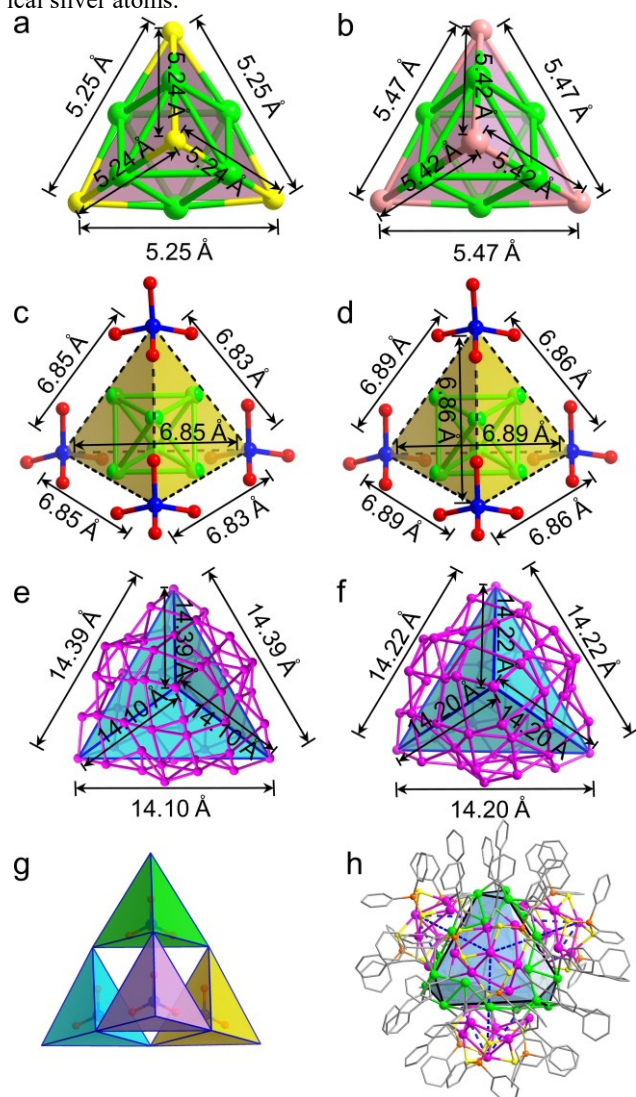 ical silver atoms.
a
b
5.25 Å
5.24 Å
5.25 Å
5.24 Å
5.24 Å
5.25 Å
5.47 Å
5.42 Å
5.47 Å
5.42 Å
5.42 Å
5.47 Å
c
d
6.85 Å
6.83 Å
6.85 Å
6.85 Å
6.83 Å
6.89 Å
6.86 Å
6.86 Å
6.89 Å
6.89 Å
6.86 Å
e
f
14.39 Å
14.39 Å
14.39 Å
14.10 Å
14.10 Å
14.10 Å
14.22 Å
14.22 Å
14.22 Å
14.20 Å
14.20 Å
14.20 Å
g
h